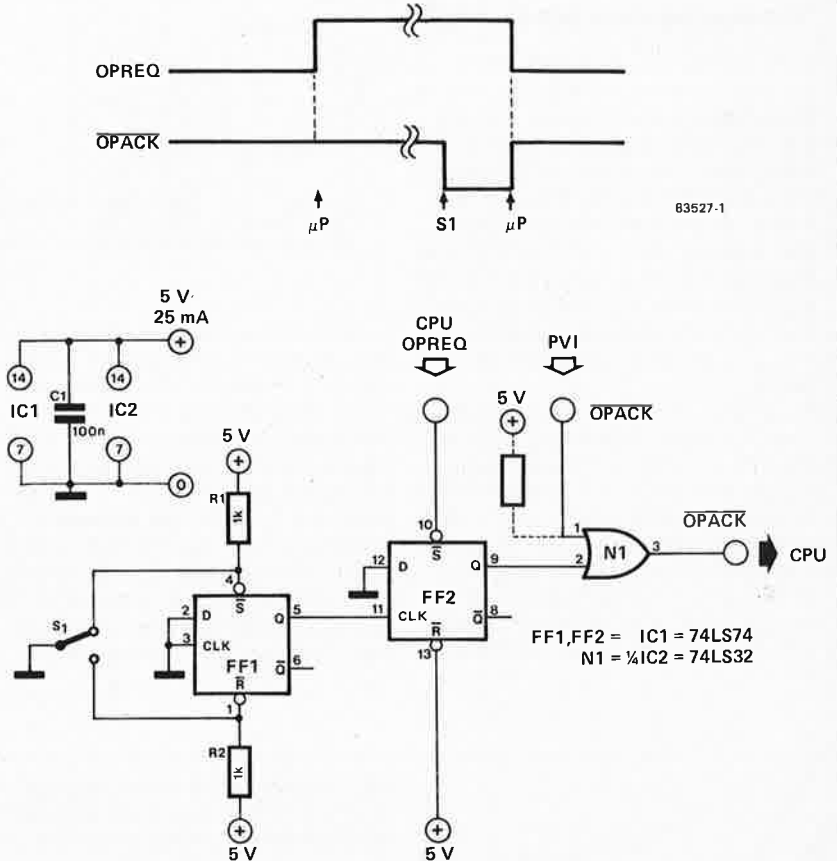 OPREQ
OPACK
µP
S1
µP
63527-1
5 V
25 mA
+
14
14
IC1
C1
IC2
100n
7
7
0
5 V
+
R1
1k
CPU
OPREQ
PVI
5 V
+
OPACK
S1
4
S
2
D
Q
5
3
CLK
FF1
Q
6
R
1
R2
1k
+
5 V
10
S
12
D
Q
9
FF2
11
CLK
Q
8
R
13
+
5 V
1
2
N1
3
OPACK
CPU
FF1,FF2 = IC1 = 74LS74
N1 = ¼IC2 = 74LS32